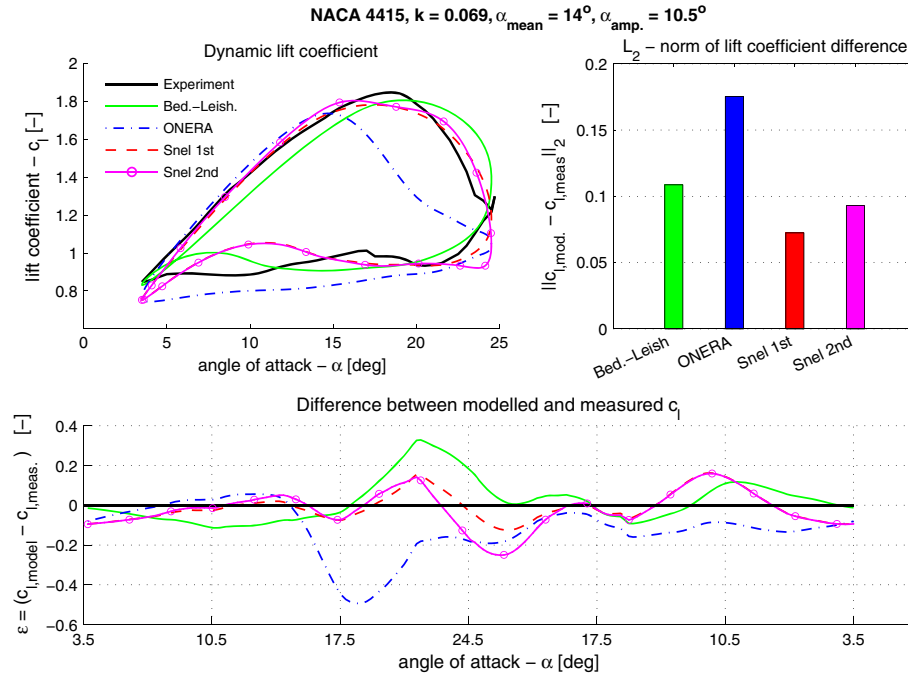 NACA 4415, k = 0.069, α_mean = 14°, α_amp. = 10.5°
Dynamic lift coefficient
lift coefficient − c_l [−]
2
1.8
1.6
1.4
1.2
1
0.8
Experiment
Bed.−Leish.
ONERA
Snel 1st
Snel 2nd
0 5 10 15 20 25
angle of attack − α [deg]
L_2 − norm of lift coefficient difference
||c_l,mod. − c_l,meas||_2 [−]
0.2
0.15
0.1
0.05
0
Bed.−Leish ONERA Snel 1st Snel 2nd
Difference between modelled and measured c_l
ε = (c_l,model − c_l,meas.) [−]
0.4
0.2
0
−0.2
−0.4
−0.6
3.5 10.5 17.5 24.5 17.5 10.5 3.5
angle of attack − α [deg]